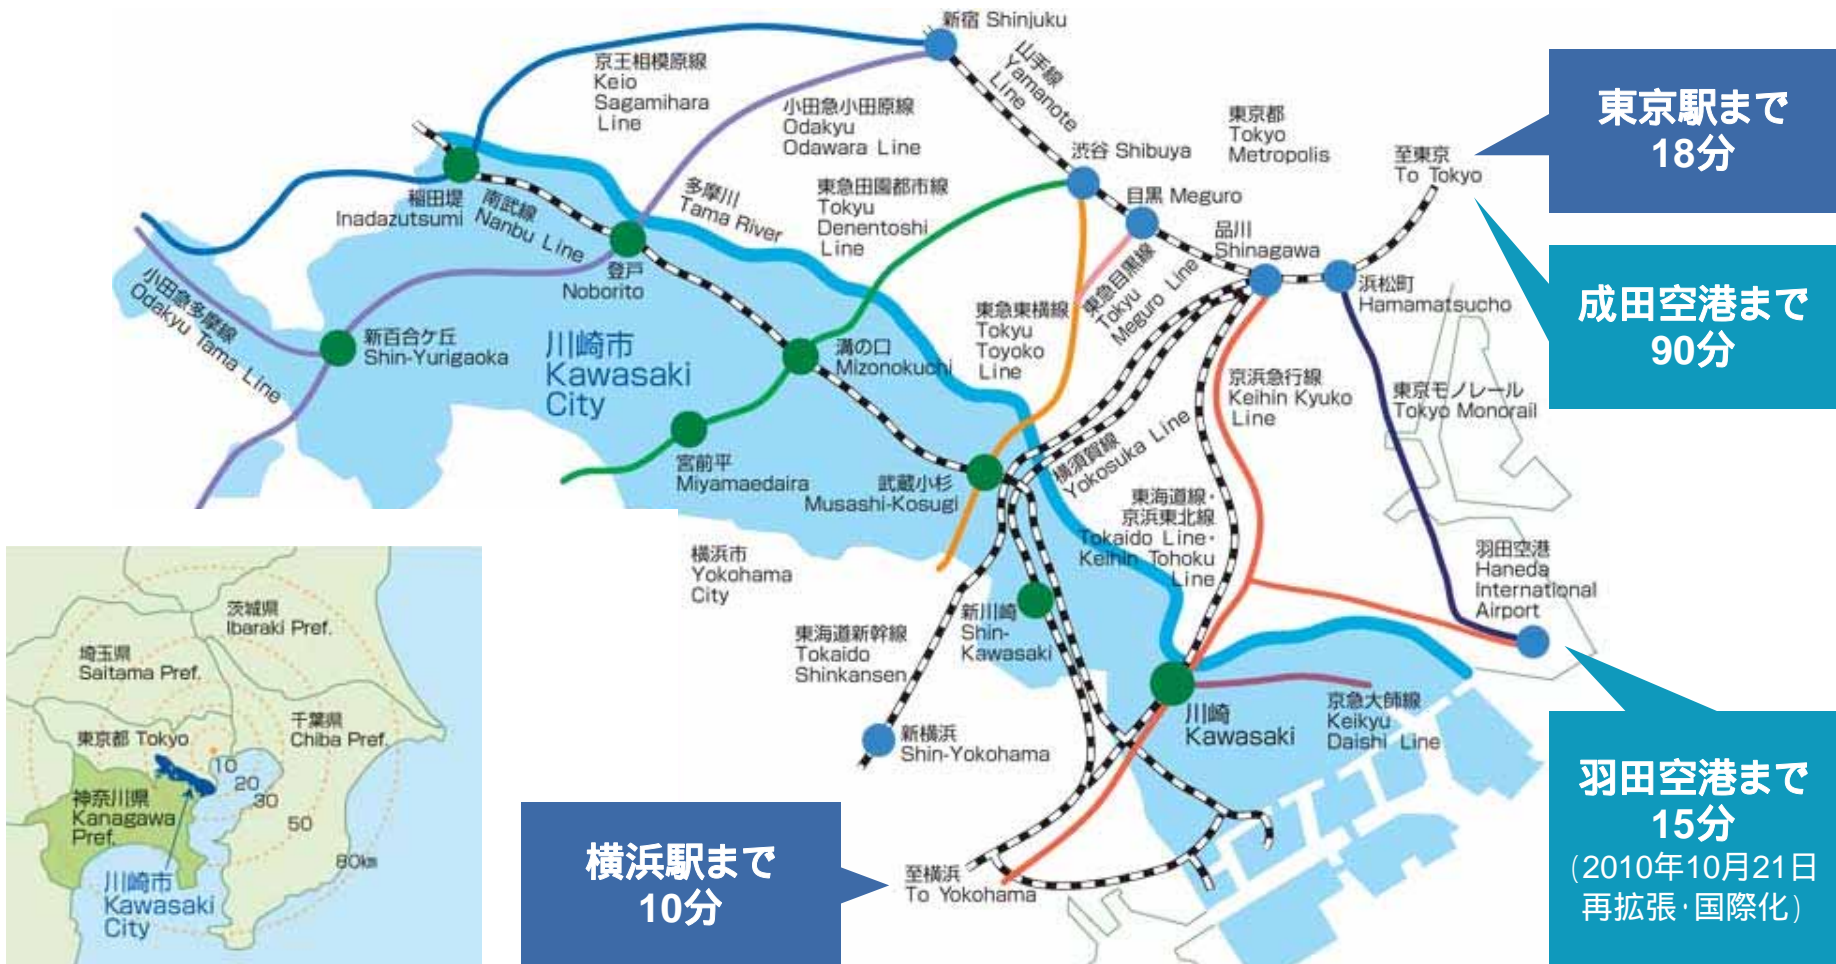 新宿 Shinjuku
京王相模原線
Keio
Sagamihara
Line
山手線
Yamanote
Line
小田急小田原線
Odakyu
Odawara Line
東京都
Tokyo
Metropolis
東京駅まで
18分
渋谷 Shibuya
至東京
To Tokyo
稲田堤
Inadazutsumi
南武線
Nanbu Line
多摩川
Tama River
東急田園都市線
Tokyu
Denentoshi
Line
目黒 Meguro
品川
Shinagawa
登戸
Noborito
小田急多摩線
Odakyu Tama Line
浜松町
Hamamatsucho
成田空港まで
90分
東急東横線
Tokyu
Toyoko
Line
東急目黒線
Tokyu
Meguro Line
新百合ケ丘
Shin-Yurigaoka
川崎市
Kawasaki
City
溝の口
Mizonokuchi
京浜急行線
Keihin Kyuko
Line
東京モノレール
Tokyo Monorail
宮前平
Miyamaedaira
武蔵小杉
Musashi-Kosugi
横須賀線
Yokosuka Line
東海道線・
京浜東北線
Tokaido Line・
Keihin Tohoku
Line
横浜市
Yokohama
City
羽田空港
Haneda
International
Airport
新川崎
Shin-
Kawasaki
東海道新幹線
Tokaido
Shinkansen
川崎
Kawasaki
京急大師線
Keikyu
Daishi Line
新横浜
Shin-Yokohama
羽田空港まで
15分
(2010年10月21日
再拡張・国際化)
横浜駅まで
10分
至横浜
To Yokohama
茨城県
Ibaraki Pref.
埼玉県
Saitama Pref.
千葉県
Chiba Pref.
東京都 Tokyo
10
20
30
50
80km
神奈川県
Kanagawa
Pref.
川崎市
Kawasaki
City